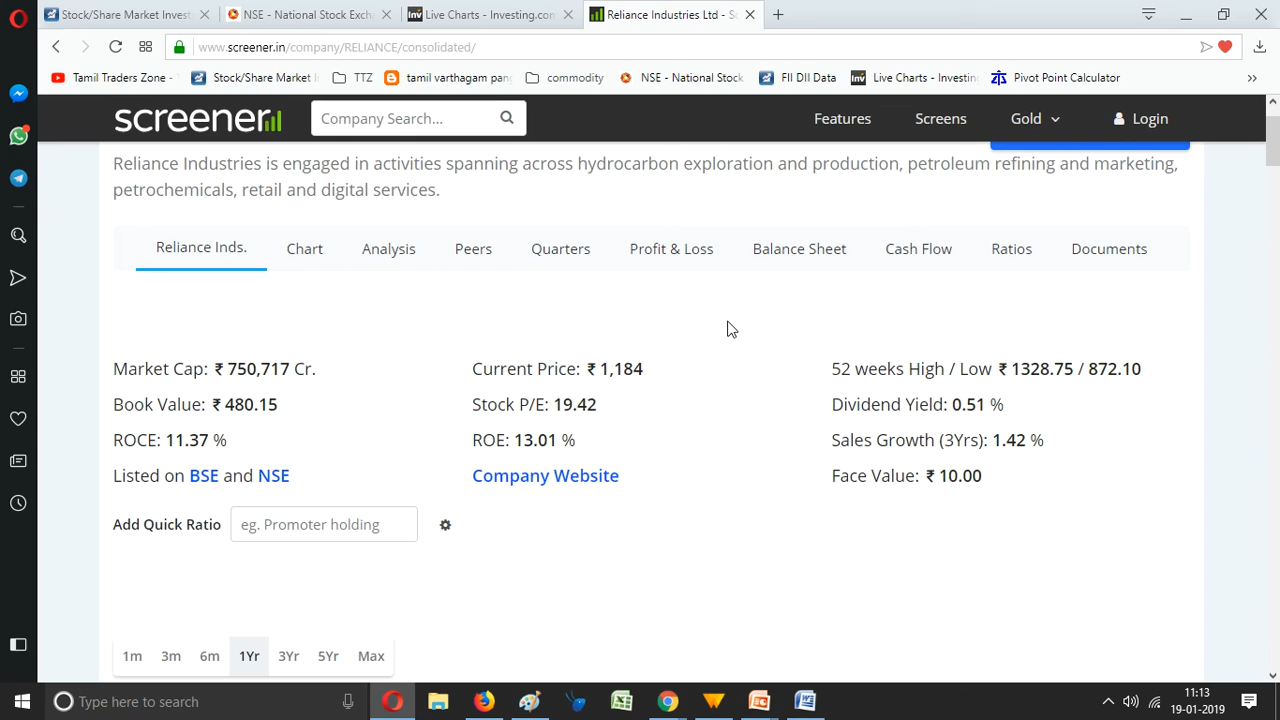 Stock/Share Market Invest
NSE - National Stock Exch
Live Charts - Investing.com
Reliance Industries Ltd - Sc
www.screener.in/company/RELIANCE/consolidated/
Tamil Traders Zone -
Stock/Share Market I
TTZ
tamil varthagam pan
commodity
NSE - National Stock
FII DII Data
Inv Live Charts - Investin
Pivot Point Calculator
screener
Company Search...
Features
Screens
Gold
Login
Reliance Industries is engaged in activities spanning across hydrocarbon exploration and production, petroleum refining and marketing,
petrochemicals, retail and digital services.
Reliance Inds.
Chart
Analysis
Peers
Quarters
Profit & Loss
Balance Sheet
Cash Flow
Ratios
Documents
Market Cap: ₹ 750,717 Cr.
Current Price: ₹ 1,184
52 weeks High / Low ₹ 1328.75 / 872.10
Book Value: ₹ 480.15
Stock P/E: 19.42
Dividend Yield: 0.51 %
ROCE: 11.37 %
ROE: 13.01 %
Sales Growth (3Yrs): 1.42 %
Listed on BSE and NSE
Company Website
Face Value: ₹ 10.00
Add Quick Ratio
eg. Promoter holding
1m
3m
6m
1Yr
3Yr
5Yr
Max
Type here to search
11:13
19-01-2019